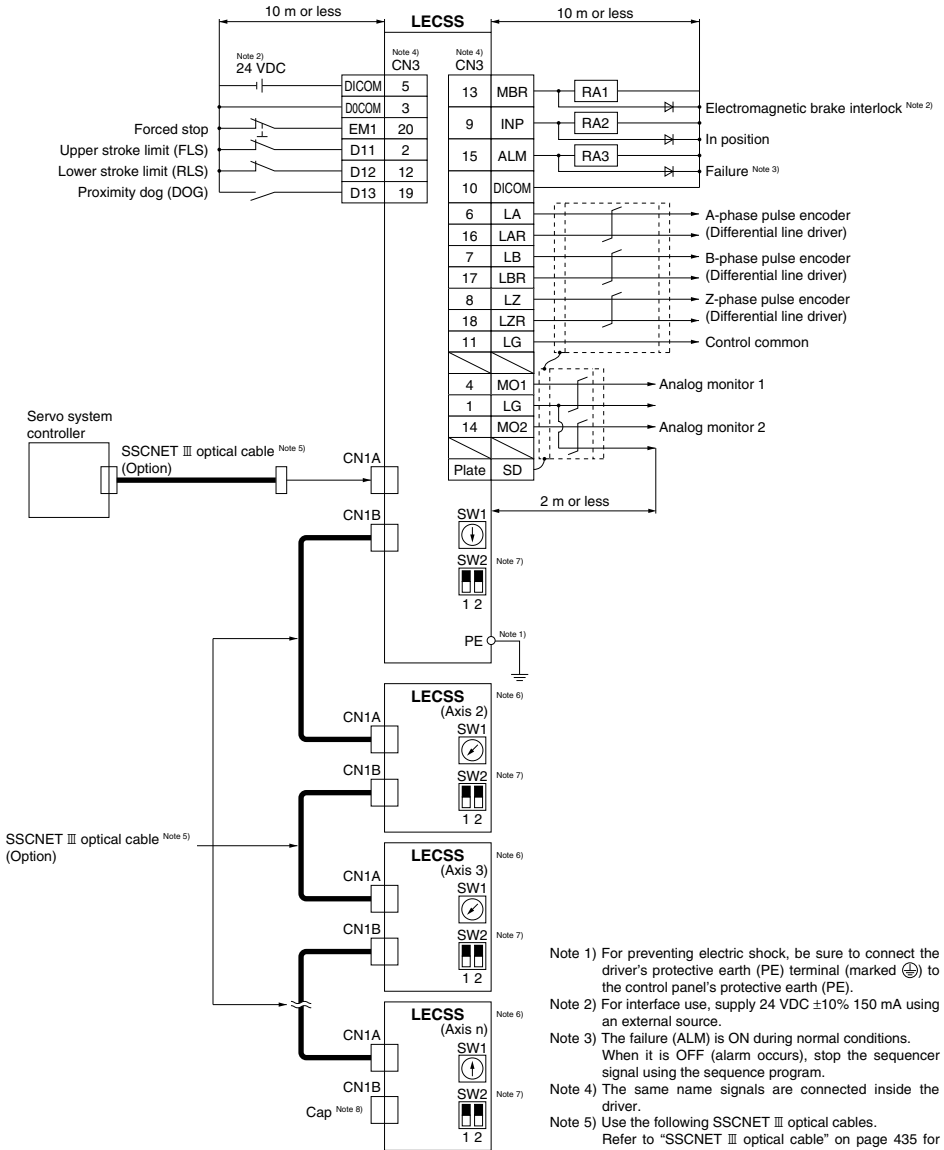 10 m or less
LECSS
10 m or less
Note 2)
24 VDC
Note 4)
CN3
DICOM 5
D0COM 3
Forced stop EM1 20
Upper stroke limit (FLS) D11 2
Lower stroke limit (RLS) D12 12
Proximity dog (DOG) D13 19
Note 4)
CN3
13 MBR RA1
Electromagnetic brake interlock Note 2)
9 INP RA2
In position
15 ALM RA3
Failure Note 3)
10 DICOM
6 LA A-phase pulse encoder
16 LAR (Differential line driver)
7 LB B-phase pulse encoder
17 LBR (Differential line driver)
8 LZ Z-phase pulse encoder
18 LZR (Differential line driver)
11 LG Control common
4 MO1 Analog monitor 1
1 LG
14 MO2 Analog monitor 2
Plate SD
2 m or less
Servo system
controller
SSCNET Ⅲ optical cable Note 5)
(Option)
CN1A
CN1B
SW1
SW2 Note 7)
1 2
PE Note 1)
LECSS Note 6)
(Axis 2)
CN1A
SW1
CN1B
SW2 Note 7)
1 2
SSCNET Ⅲ optical cable Note 5)
(Option)
LECSS Note 6)
(Axis 3)
CN1A
SW1
CN1B
SW2 Note 7)
1 2
LECSS Note 6)
(Axis n)
CN1A
SW1
CN1B
Cap Note 8)
SW2 Note 7)
1 2
Note 1) For preventing electric shock, be sure to connect the
driver's protective earth (PE) terminal (marked ⏚) to
the control panel's protective earth (PE).
Note 2) For interface use, supply 24 VDC ±10% 150 mA using
an external source.
Note 3) The failure (ALM) is ON during normal conditions.
When it is OFF (alarm occurs), stop the sequencer
signal using the sequence program.
Note 4) The same name signals are connected inside the
driver.
Note 5) Use the following SSCNET Ⅲ optical cables.
Refer to "SSCNET Ⅲ optical cable" on page 435 for